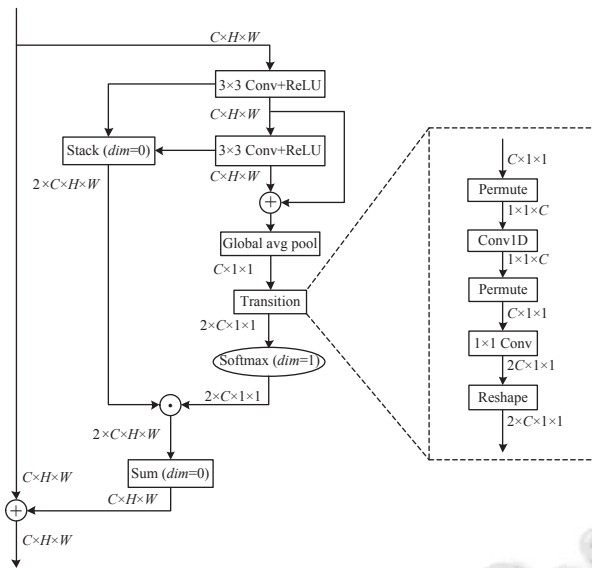 C×H×W
3×3 Conv+ReLU
C×H×W
Stack (dim=0)
3×3 Conv+ReLU
2×C×H×W
C×H×W
+
Global avg pool
C×1×1
Transition
2×C×1×1
Softmax (dim=1)
2×C×1×1
2×C×H×W
Sum (dim=0)
C×H×W
C×H×W
+
C×H×W
C×1×1
Permute
1×1×C
Conv1D
1×1×C
Permute
C×1×1
1×1 Conv
2C×1×1
Reshape
2×C×1×1